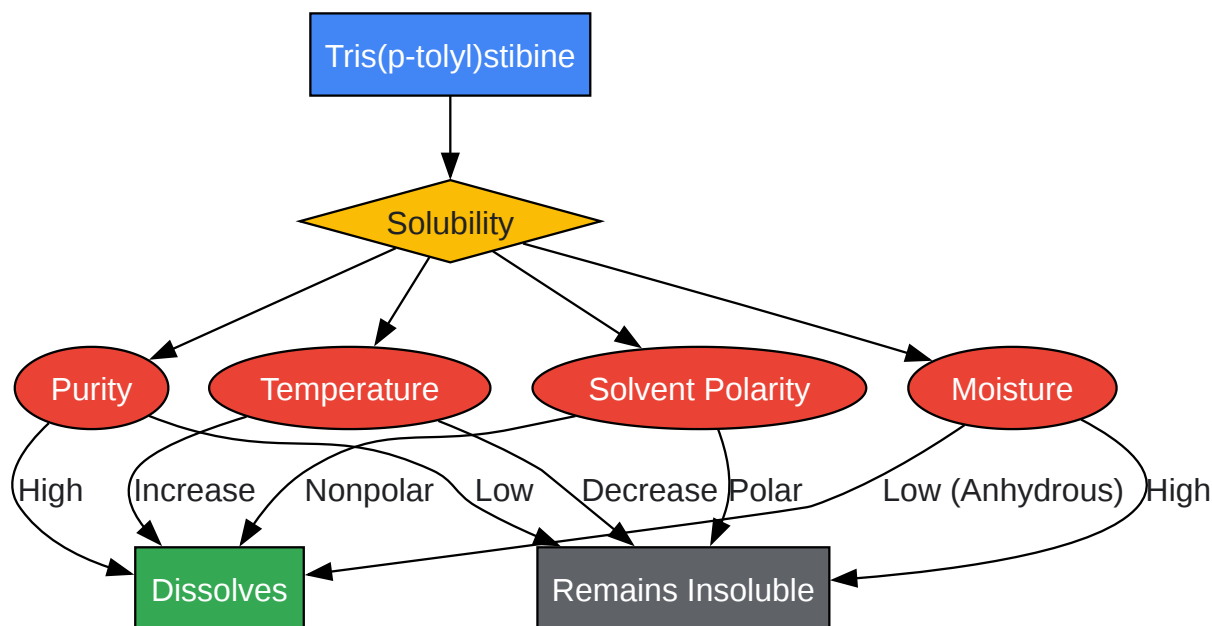 Tris(p-tolyl)stibine
Solubility
Purity
Temperature
Solvent Polarity
Moisture
High
Increase
Nonpolar
Low
Decrease
Polar
Low (Anhydrous)
High
Dissolves
Remains Insoluble